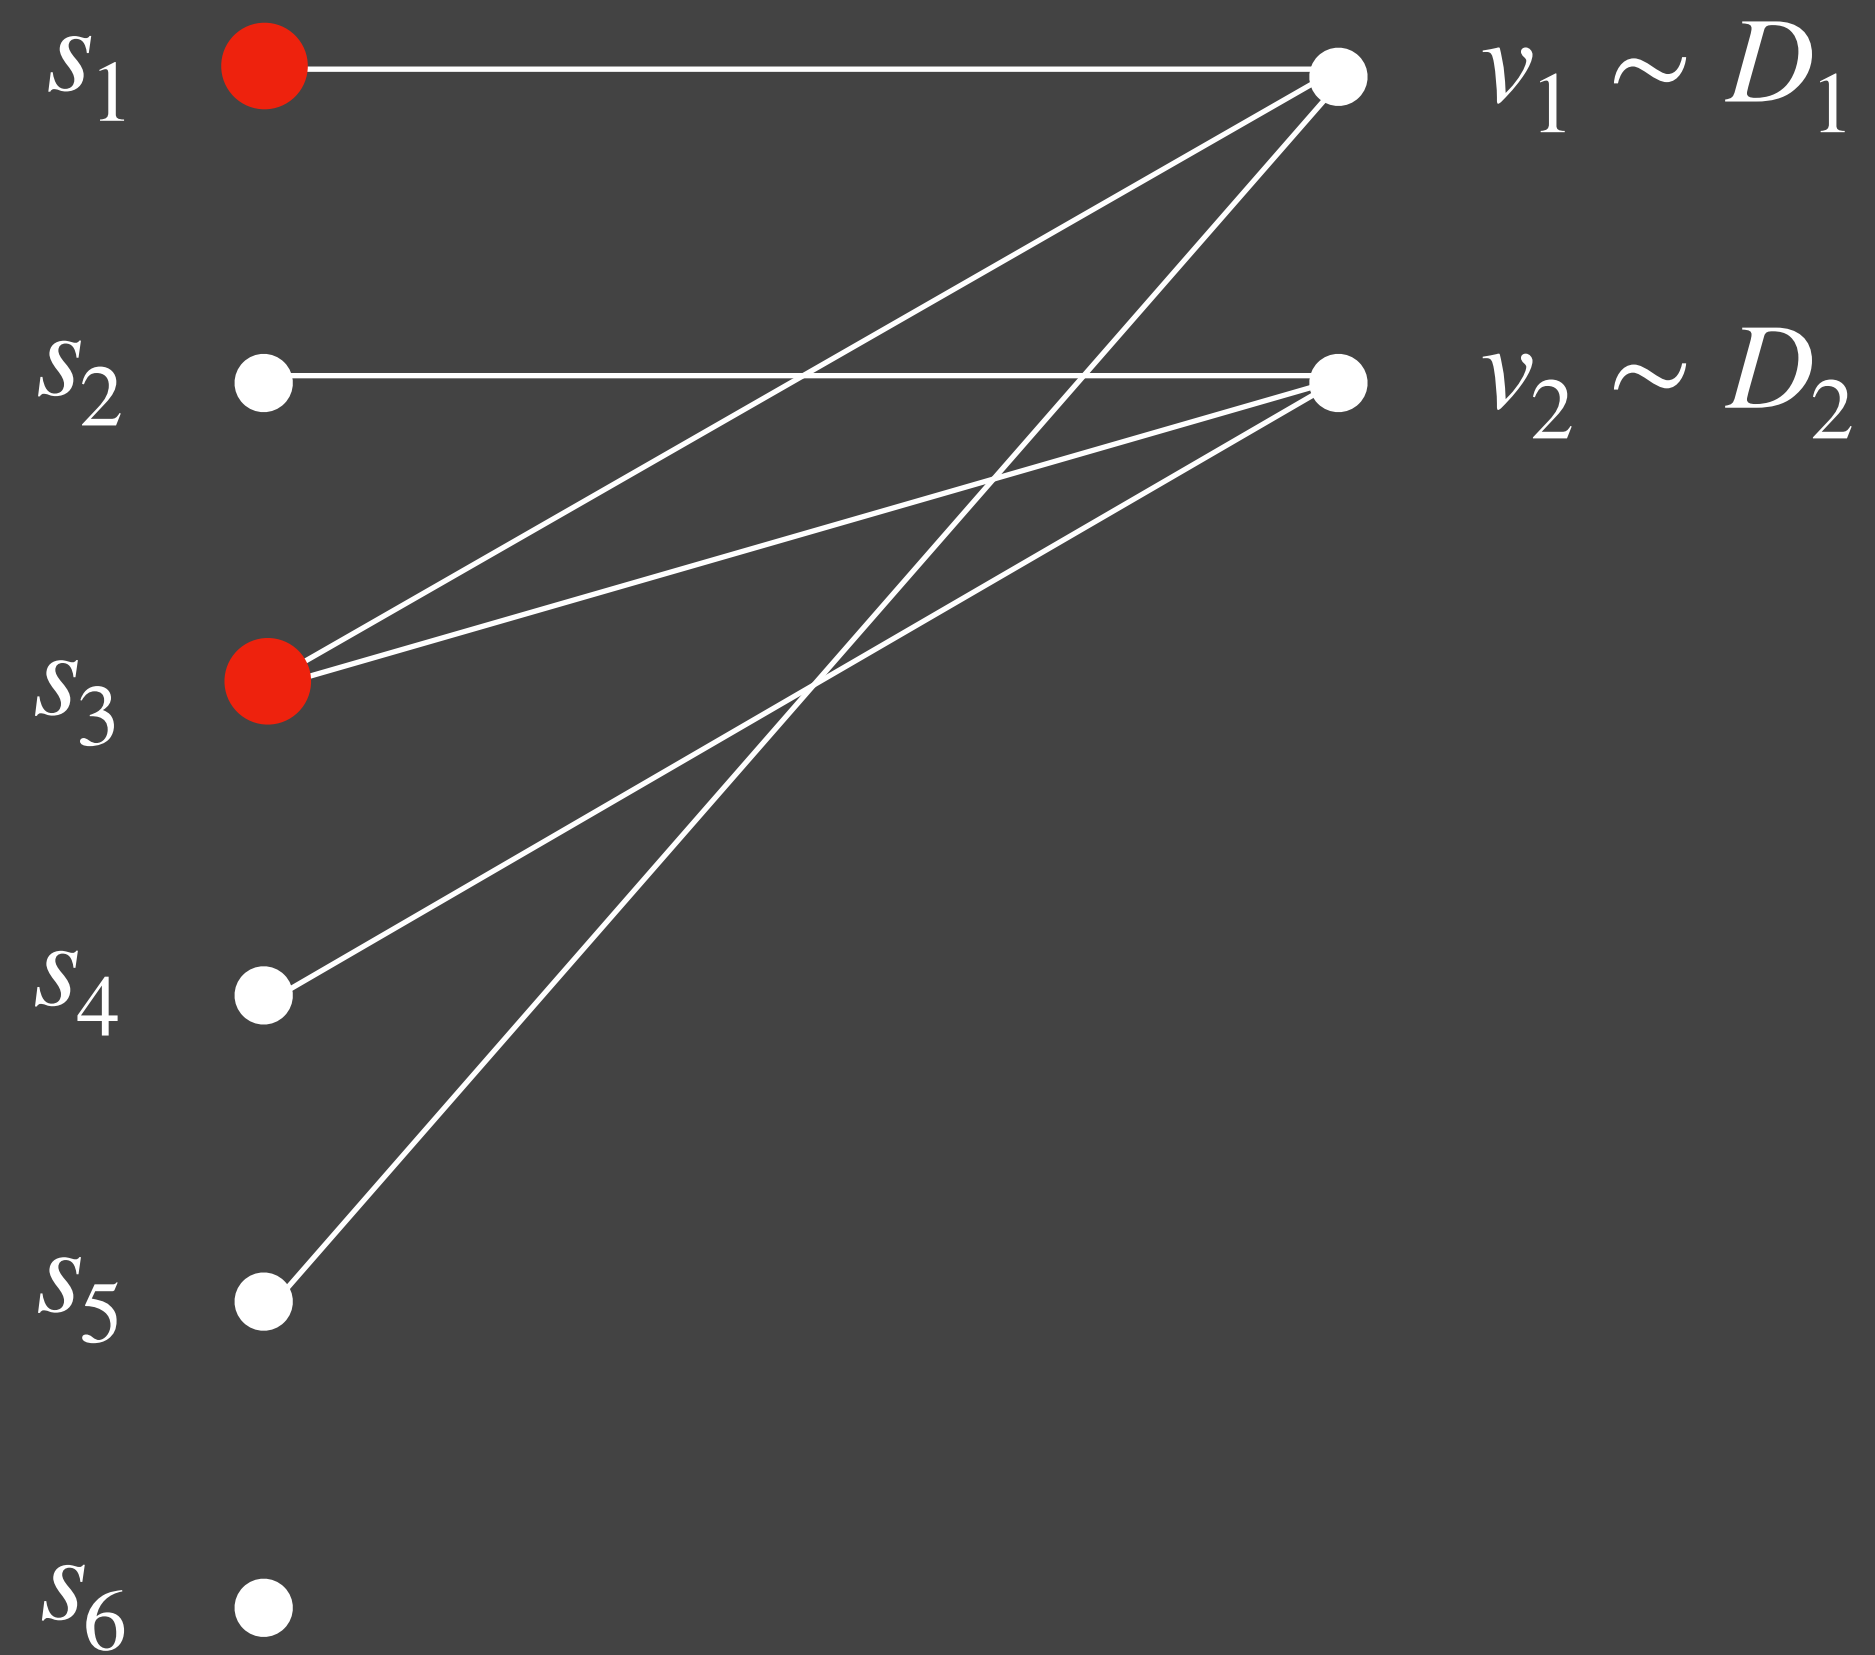 s₁ v₁ ~ D₁
s₂ v₂ ~ D₂
s₃
s₄
s₅
s₆